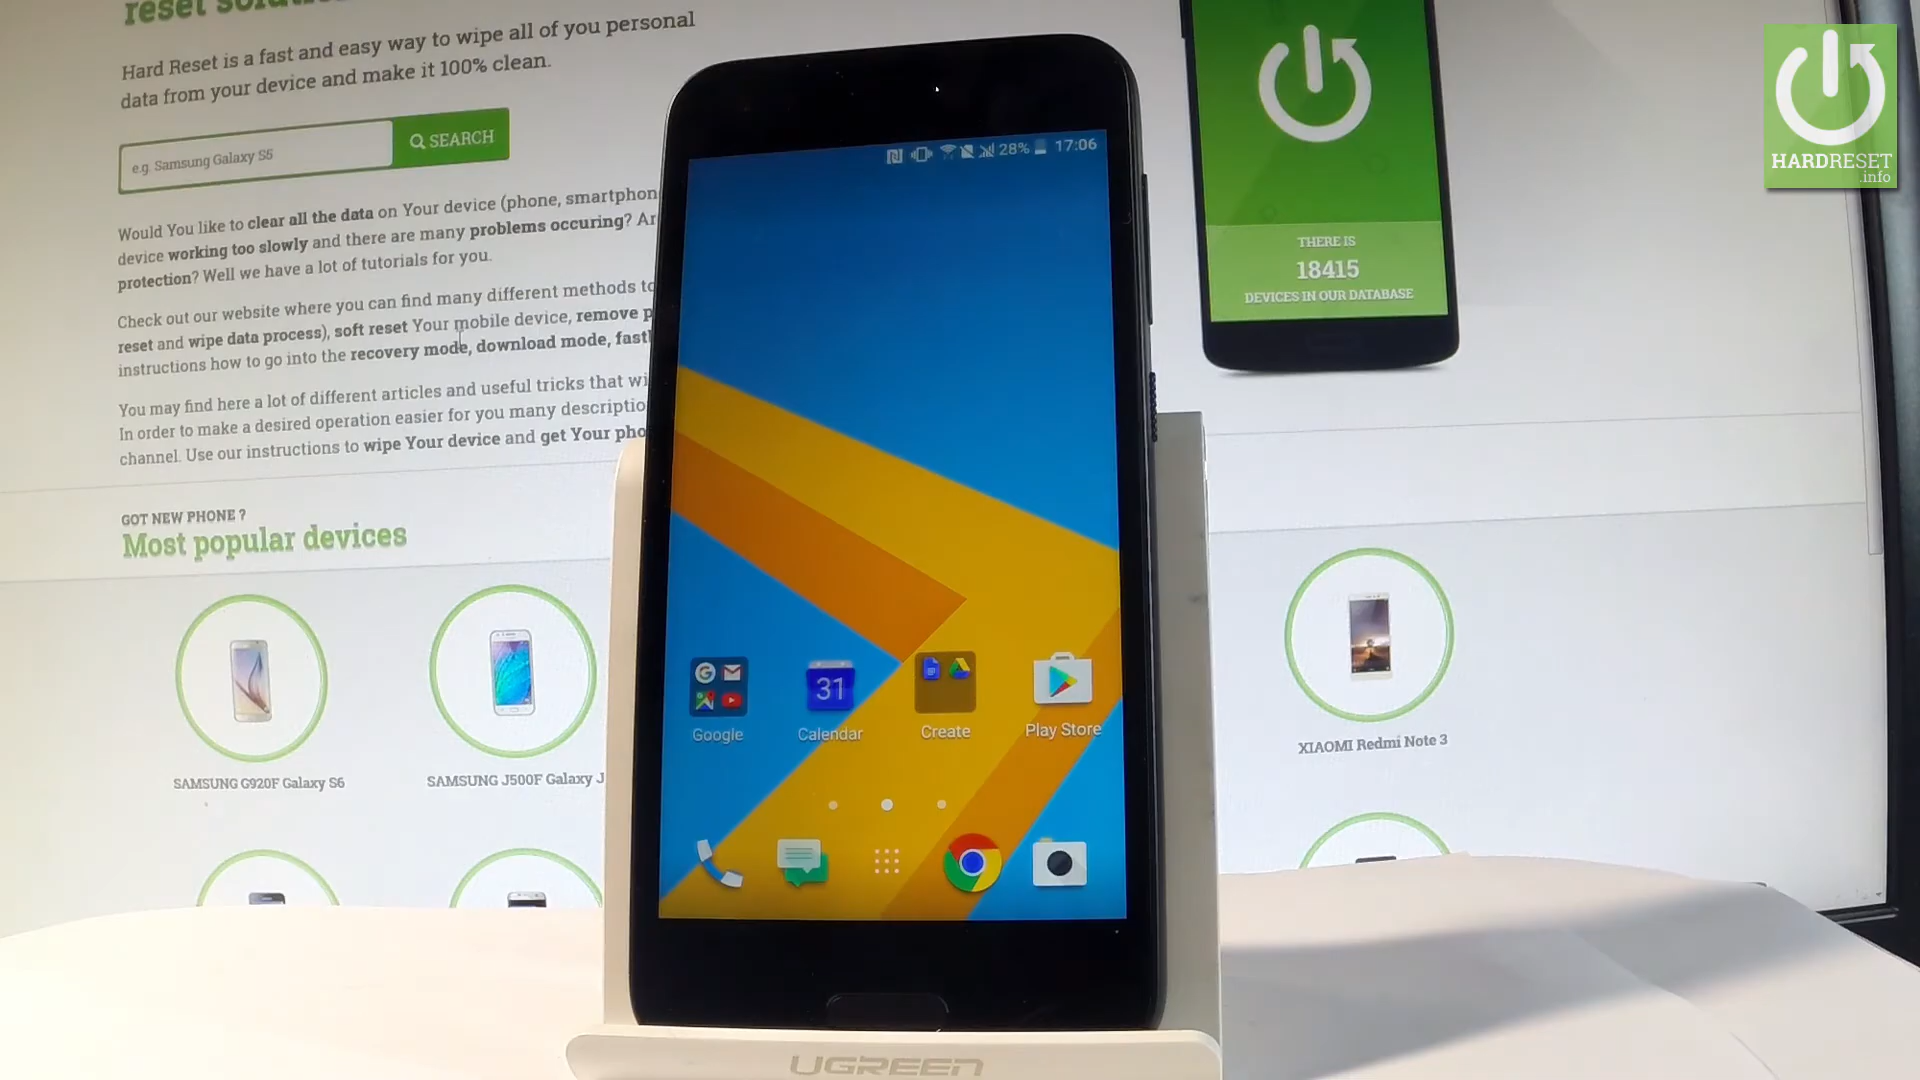 reset
Hard Reset is a fast and easy way to wipe all of you personal
data from your device and make it 100% clean.
e.g. Samsung Galaxy S5
SEARCH
Would You like to clear all the data on Your device (phone, smartphon
device working too slowly and there are many problems occuring? Ar
protection? Well we have a lot of tutorials for you.
Check out our website where you can find many different methods to
reset and wipe data process), soft reset Your mobile device, remove p
instructions how to go into the recovery mode, download mode, fast
You may find here a lot of different articles and useful tricks that wi
In order to make a desired operation easier for you many descriptio
channel. Use our instructions to wipe Your device and get Your pho
GOT NEW PHONE ?
Most popular devices
SAMSUNG G920F Galaxy S6
SAMSUNG J500F Galaxy J
28% 17:06
31
Google
Calendar
Create
Play Store
UGREEN
THERE IS
18415
DEVICES IN OUR DATABASE
XIAOMI Redmi Note 3
HARDRESET
.info